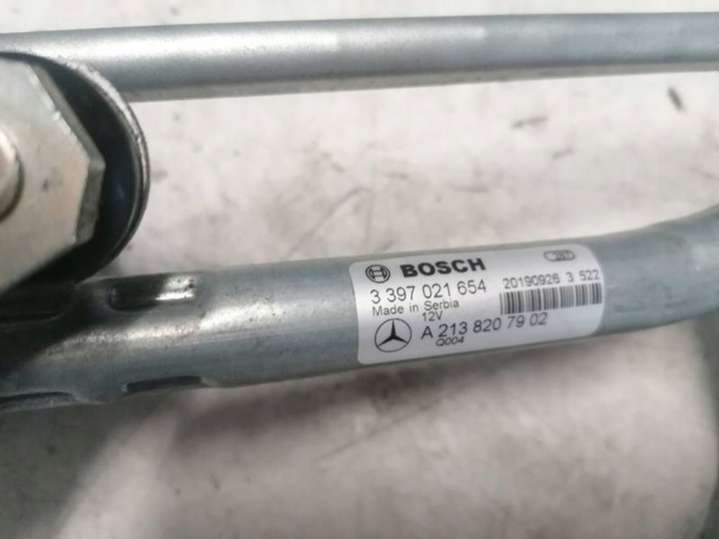 BOSCH
3 397 021 654
20190926 3 522
Made in Serbia
12V
A 213 820 79 02
Q004